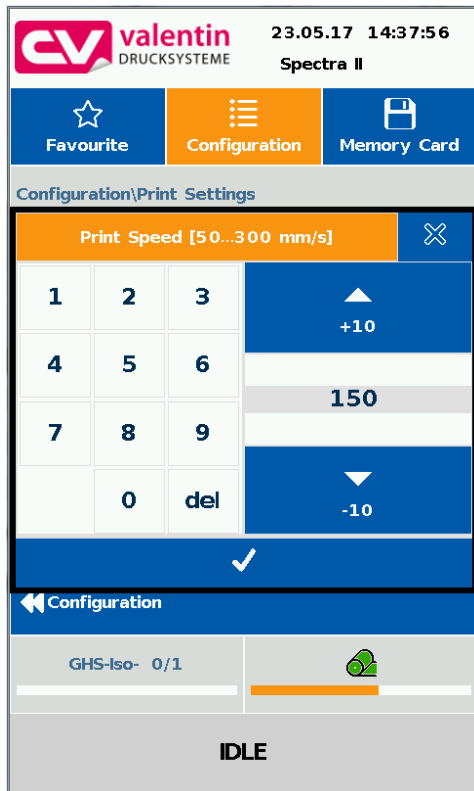 CV valentin
DRUCKSYSTEME
23.05.17 14:37:56
Spectra II
Favourite
Configuration
Memory Card
Configuration\Print Settings
Print Speed [50...300 mm/s]
1 2 3
+10
4 5 6
150
7 8 9
0 del
-10
Configuration
GHS-Iso- 0/1
IDLE